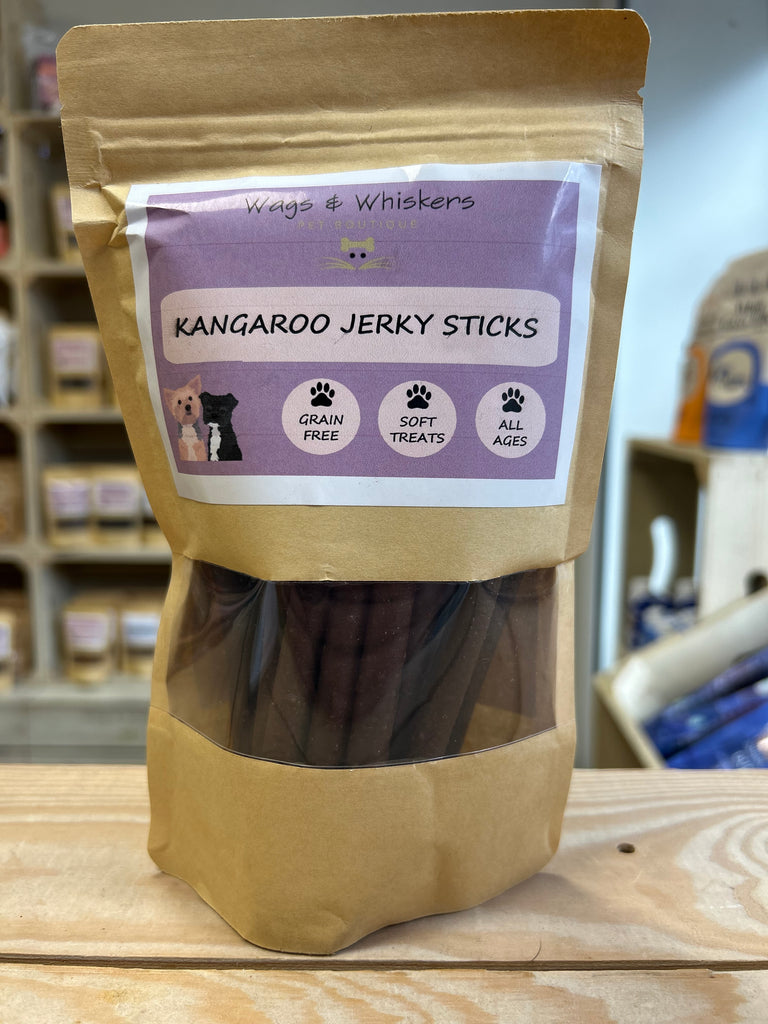 Wags & Whiskers
PET BOUTIQUE
KANGAROO JERKY STICKS
GRAIN
FREE
SOFT
TREATS
ALL
AGES